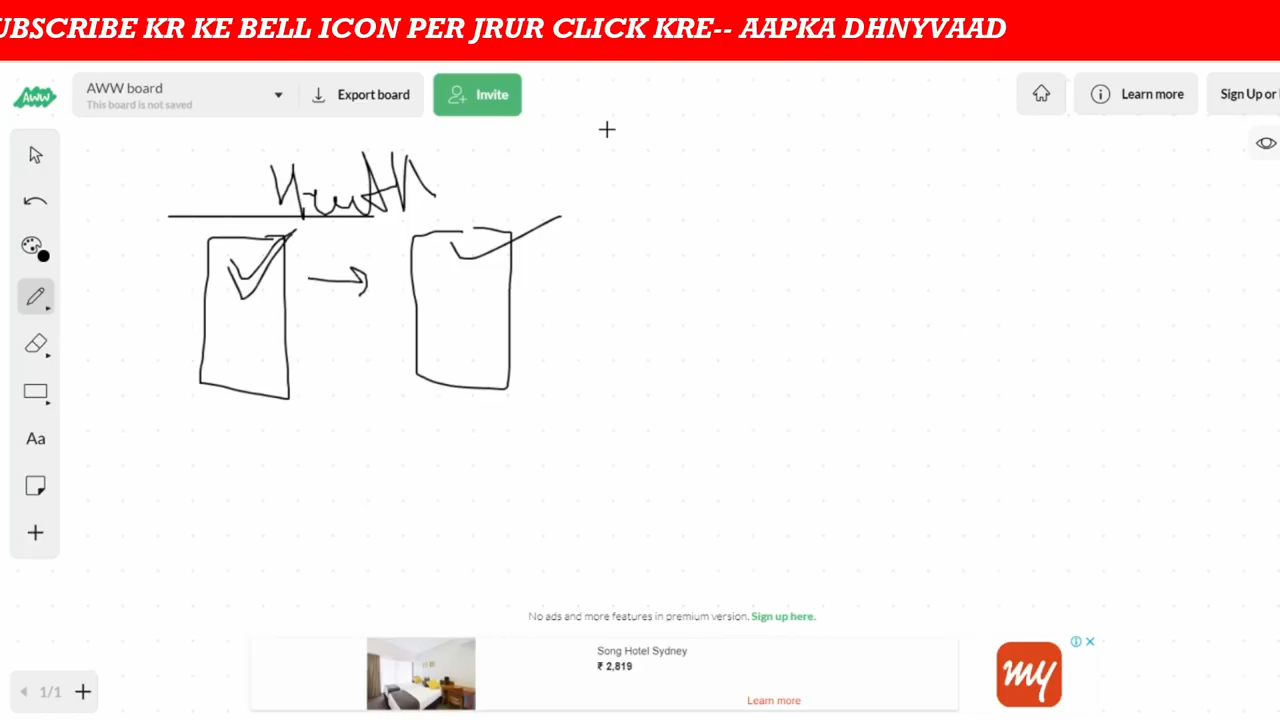 UBSCRIBE KR KE BELL ICON PER JRUR CLICK KRE-- AAPKA DHNYVAAD
AWW
AWW board
This board is not saved
Export board
Invite
Learn more
Sign Up or
Aa
No ads and more features in premium version. Sign up here.
Song Hotel Sydney
₹ 2,819
Learn more
my
1/1